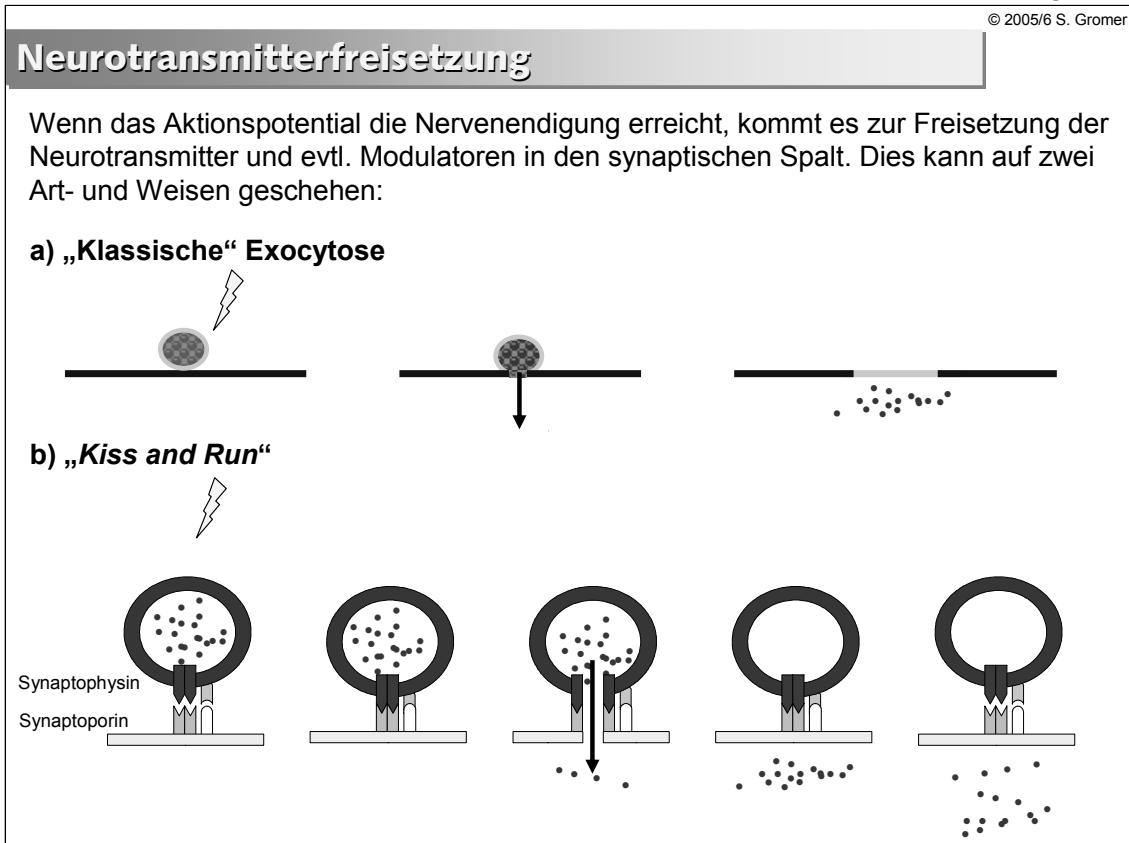 © 2005/6 S. Gromer
Neurotransmitterfreisetzung
Wenn das Aktionspotential die Nervenendigung erreicht, kommt es zur Freisetzung der
Neurotransmitter und evtl. Modulatoren in den synaptischen Spalt. Dies kann auf zwei
Art- und Weisen geschehen:
a) „Klassische“ Exocytose
b) „Kiss and Run“
Synaptophysin
Synaptoporin